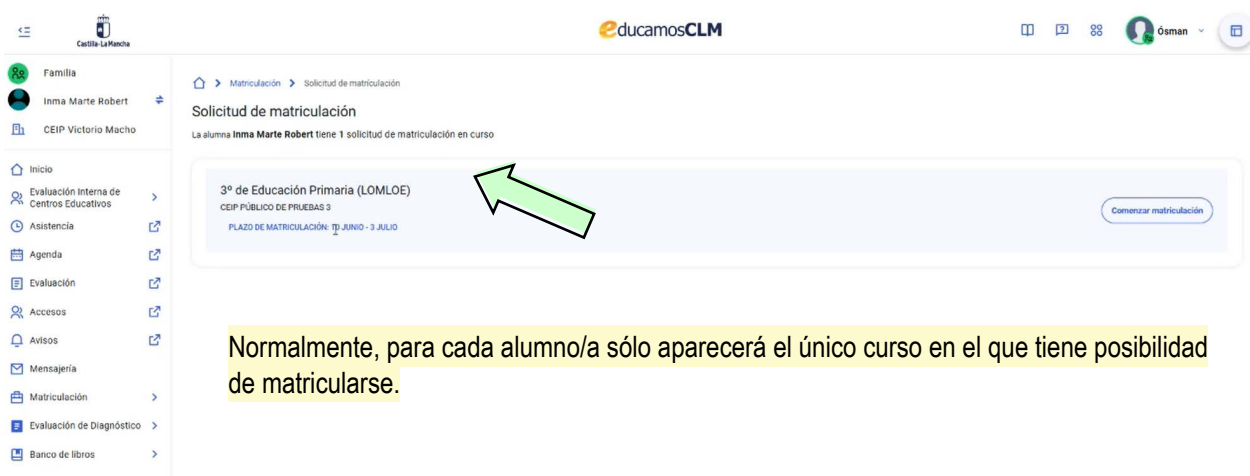 Castilla-La Mancha
educamosCLM
Ósman
Familia
Inma Marte Robert
CEIP Victorio Macho
Inicio
Evaluación Interna de
Centros Educativos
Asistencia
Agenda
Evaluación
Accesos
Avisos
Mensajería
Matriculación
Evaluación de Diagnóstico
Banco de libros
Matriculación > Solicitud de matriculación
Solicitud de matriculación
La alumna Inma Marte Robert tiene 1 solicitud de matriculación en curso
3º de Educación Primaria (LOMLOE)
CEIP PÚBLICO DE PRUEBAS 3
PLAZO DE MATRICULACIÓN: JUNIO - 3 JULIO
Comenzar matriculación
Normalmente, para cada alumno/a sólo aparecerá el único curso en el que tiene posibilidad
de matricularse.